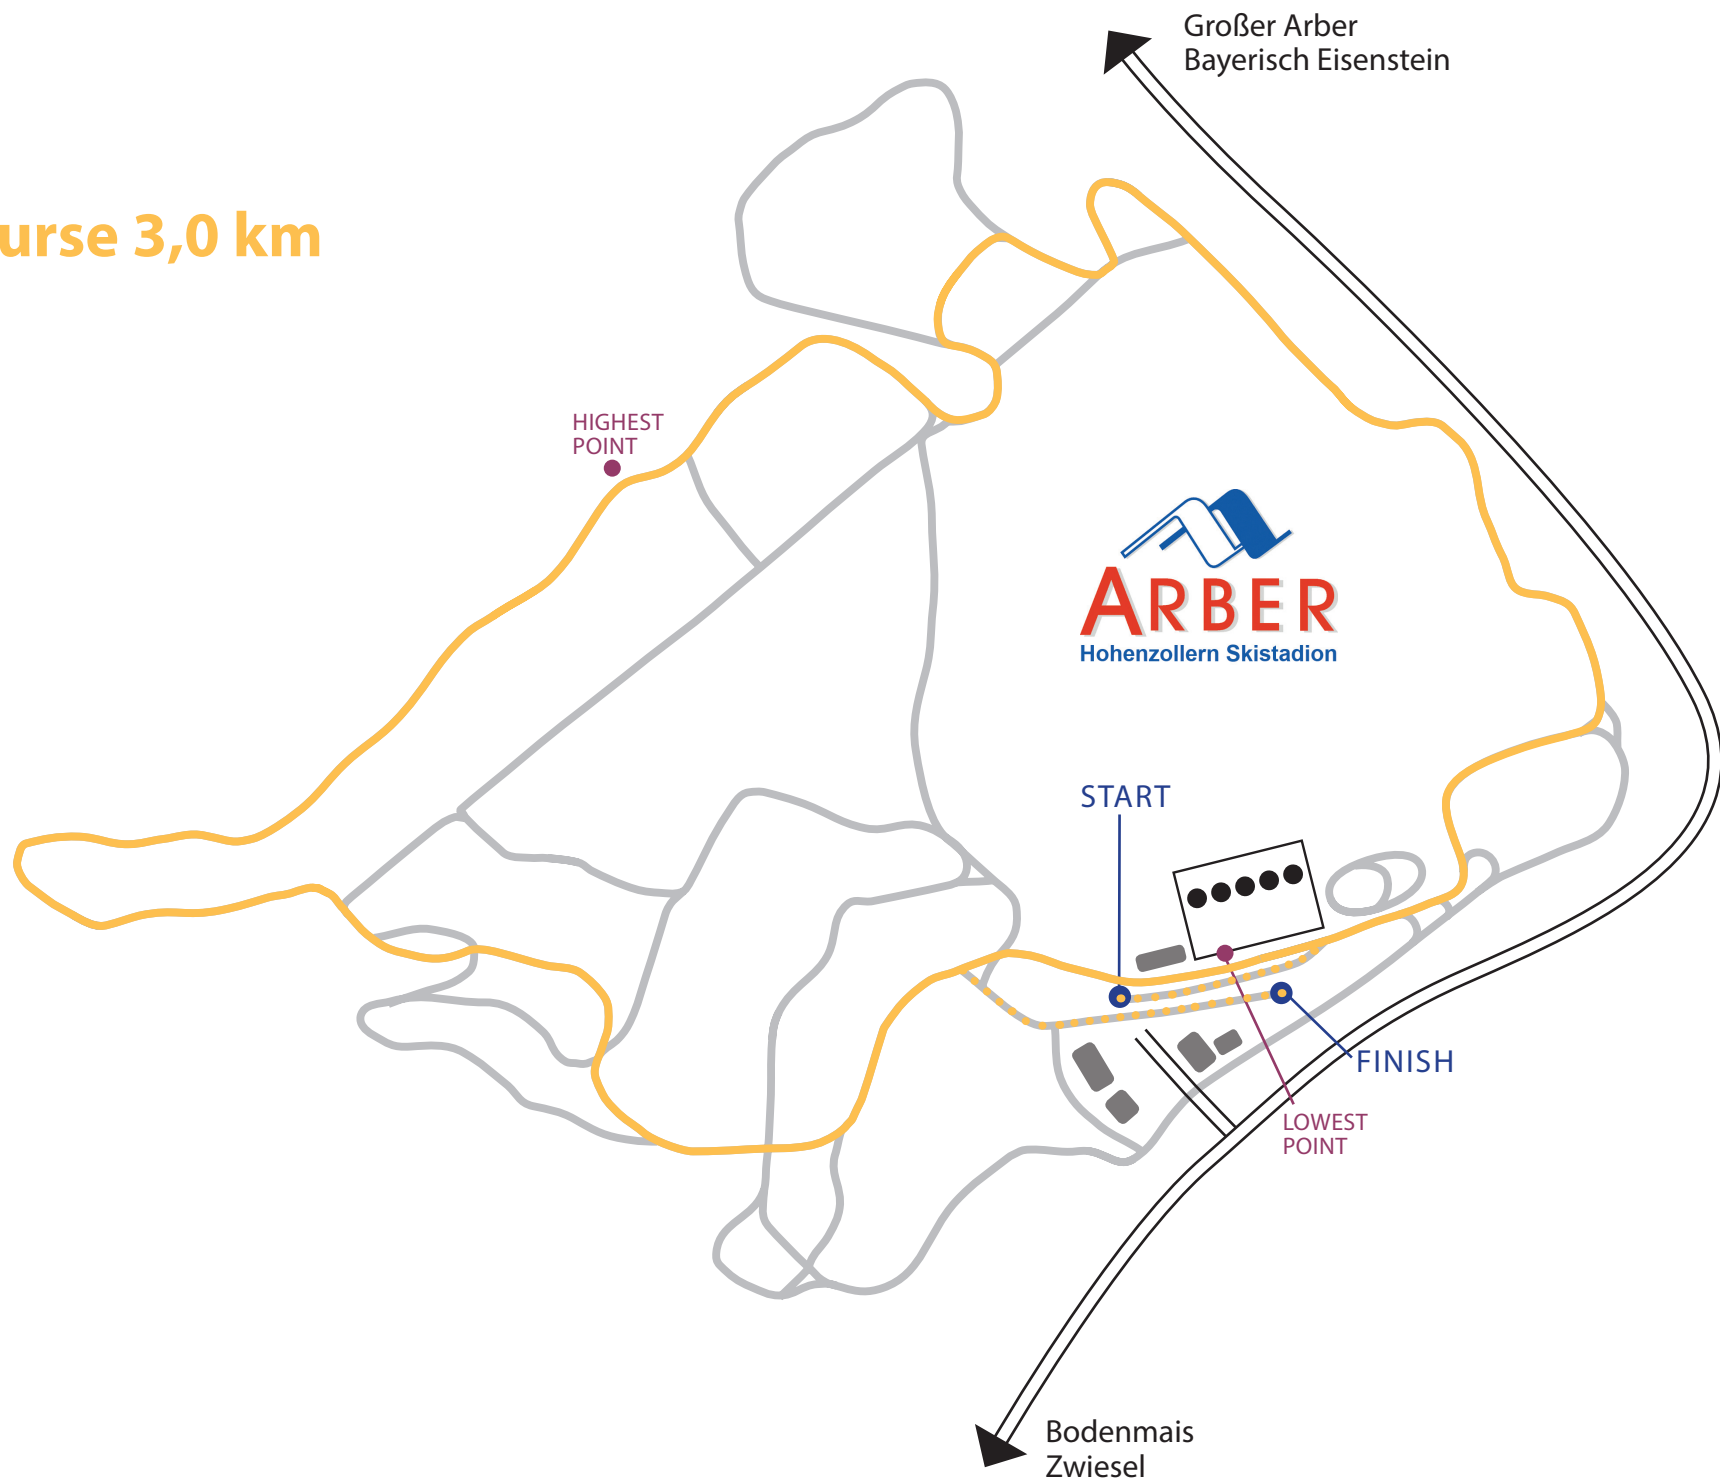 Großer Arber
Bayerisch Eisenstein
urse 3,0 km
HIGHEST
POINT
ARBER
Hohenzollern Skistadion
START
FINISH
LOWEST
POINT
Bodenmais
Zwiesel